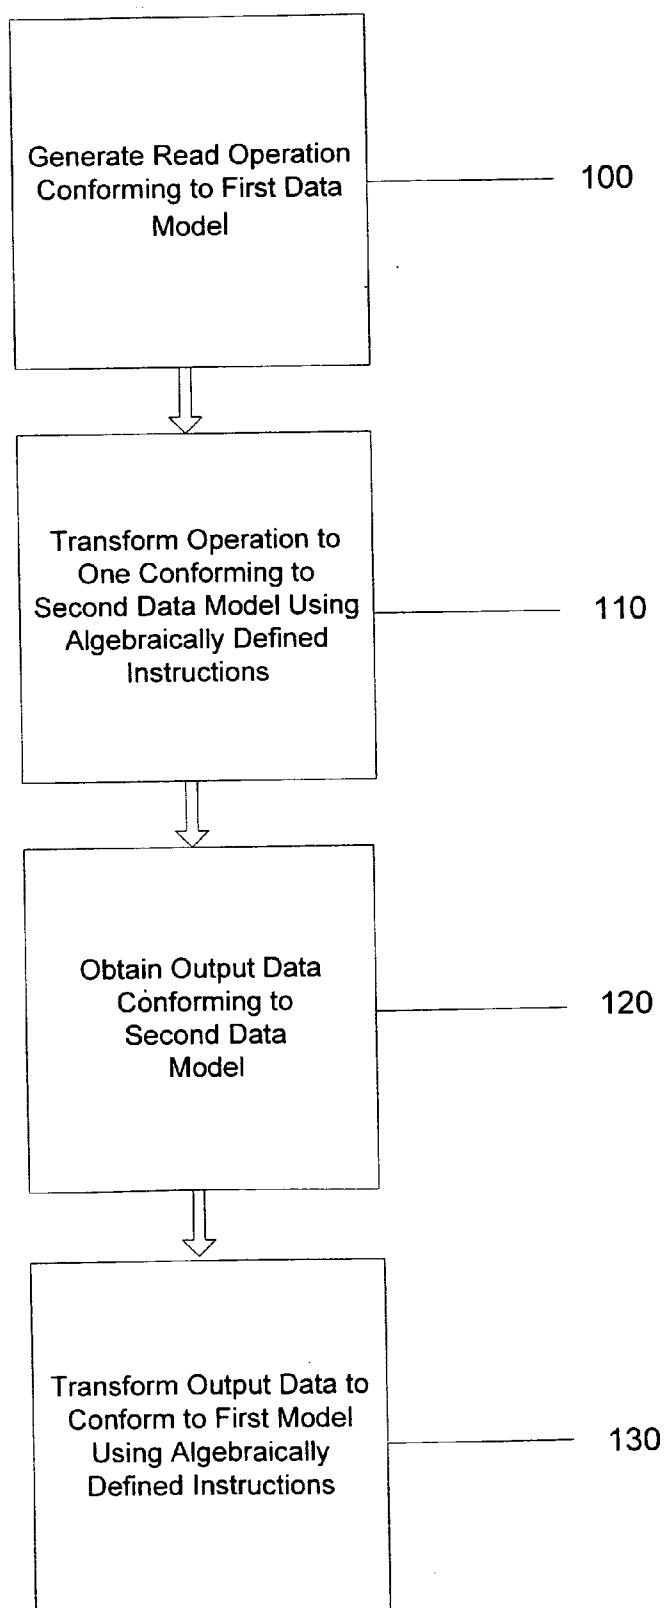 Generate Read Operation
Conforming to First Data
Model
100
Transform Operation to
One Conforming to
Second Data Model Using
Algebraically Defined
Instructions
110
Obtain Output Data
Conforming to
Second Data
Model
120
Transform Output Data to
Conform to First Model
Using Algebraically
Defined Instructions
130